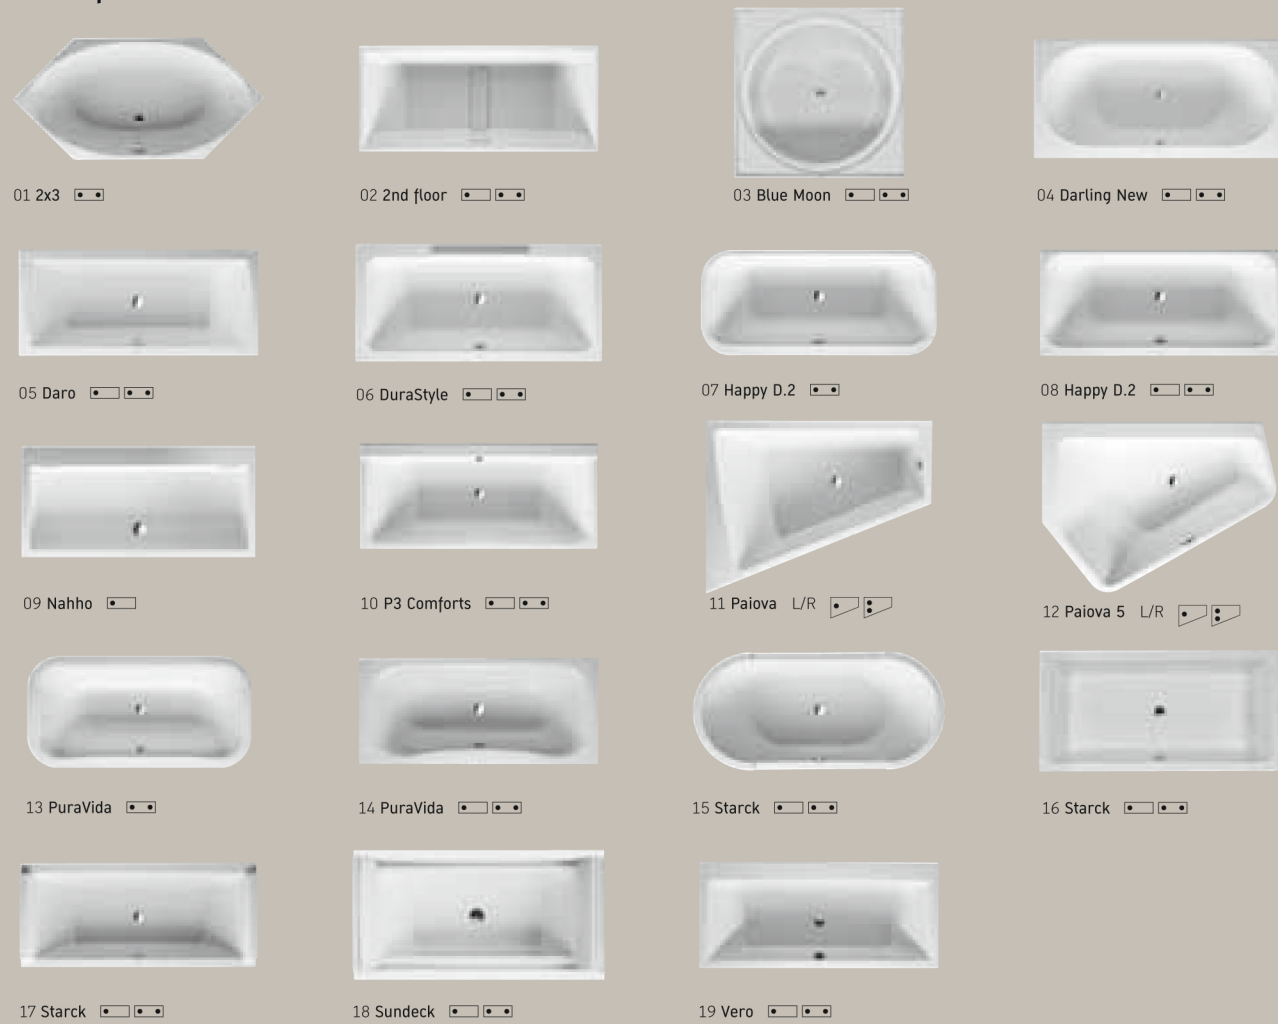 01 2x3
02 2nd floor
03 Blue Moon
04 Darling New
05 Daro
06 DuraStyle
07 Happy D.2
08 Happy D.2
09 Nahho
10 P3 Comforts
11 Paiova L/R
12 Paiova 5 L/R
13 PuraVida
14 PuraVida
15 Starck
16 Starck
17 Starck
18 Sundeck
19 Vero